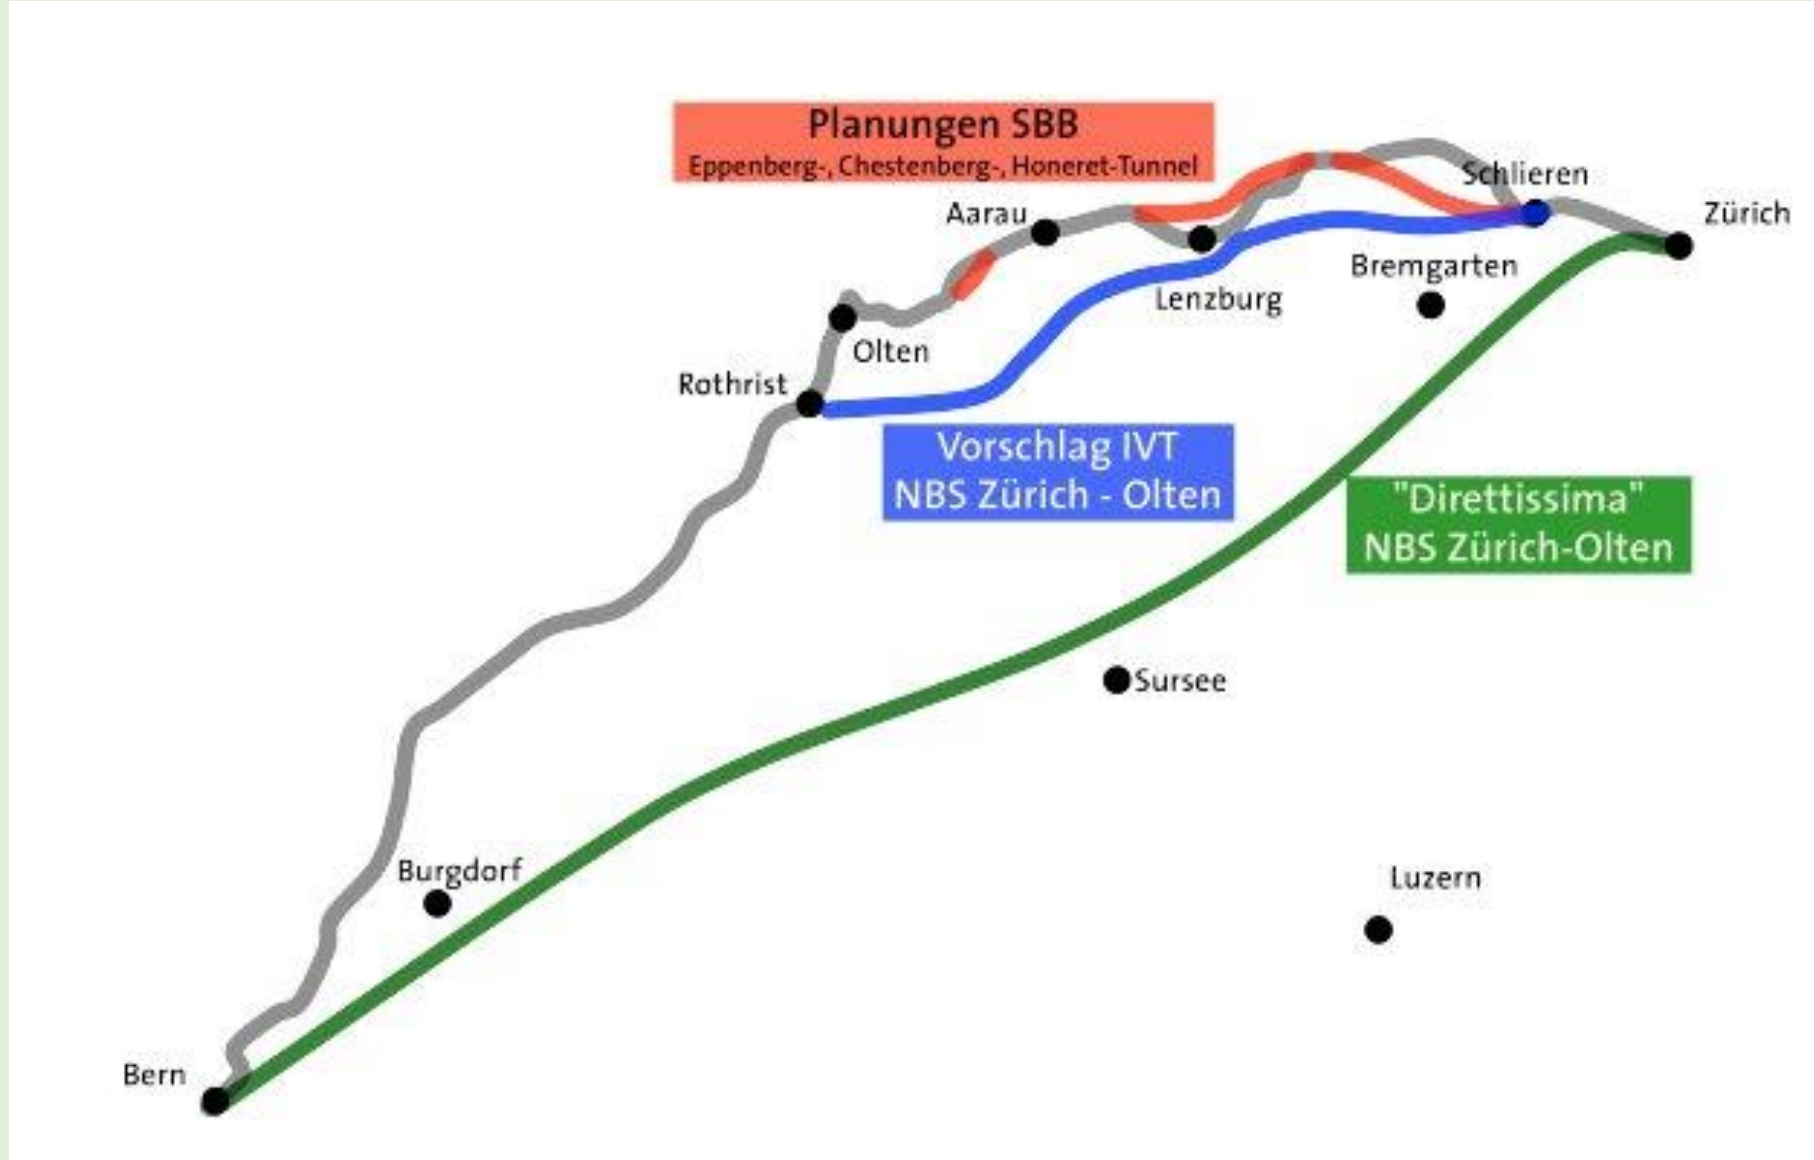 Planungen SBB
Eppenberg-, Chestenberg-, Honeret-Tunnel
Schlieren
Aarau
Zürich
Bremgarten
Lenzburg
Olten
Rothrist
Vorschlag IVT
NBS Zürich - Olten
"Direttissima"
NBS Zürich-Olten
Sursee
Burgdorf
Luzern
Bern